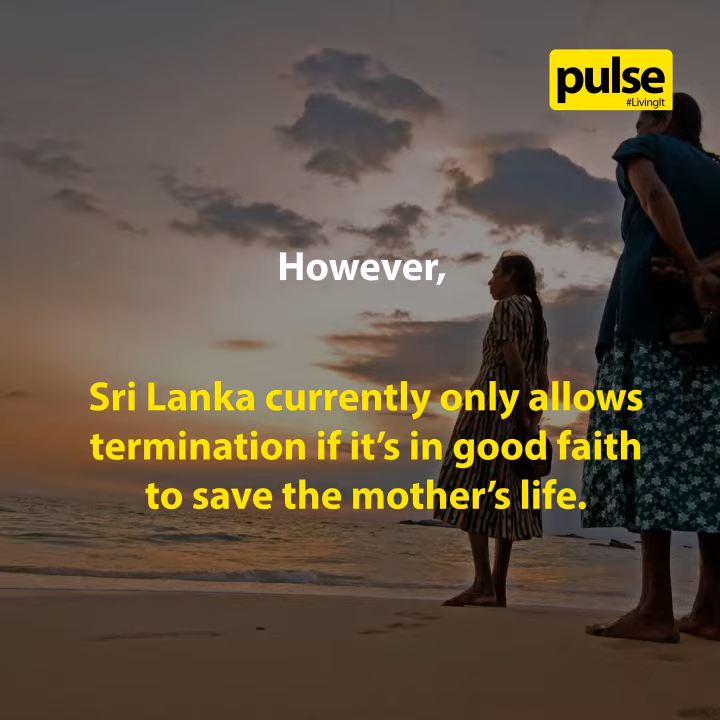 pulse
#LivingIt
However,
Sri Lanka currently only allows
termination if it’s in good faith
to save the mother’s life.